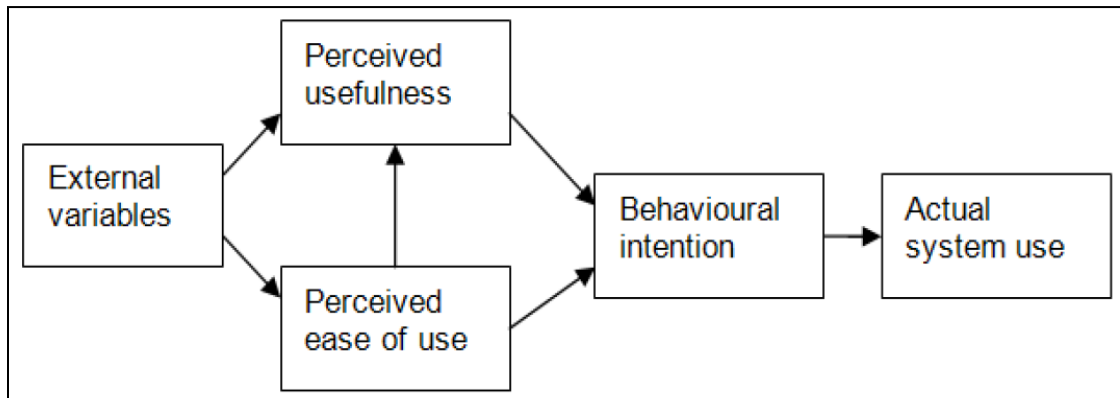 Perceived
usefulness
External
variables
Perceived
ease of use
Behavioural
intention
Actual
system use